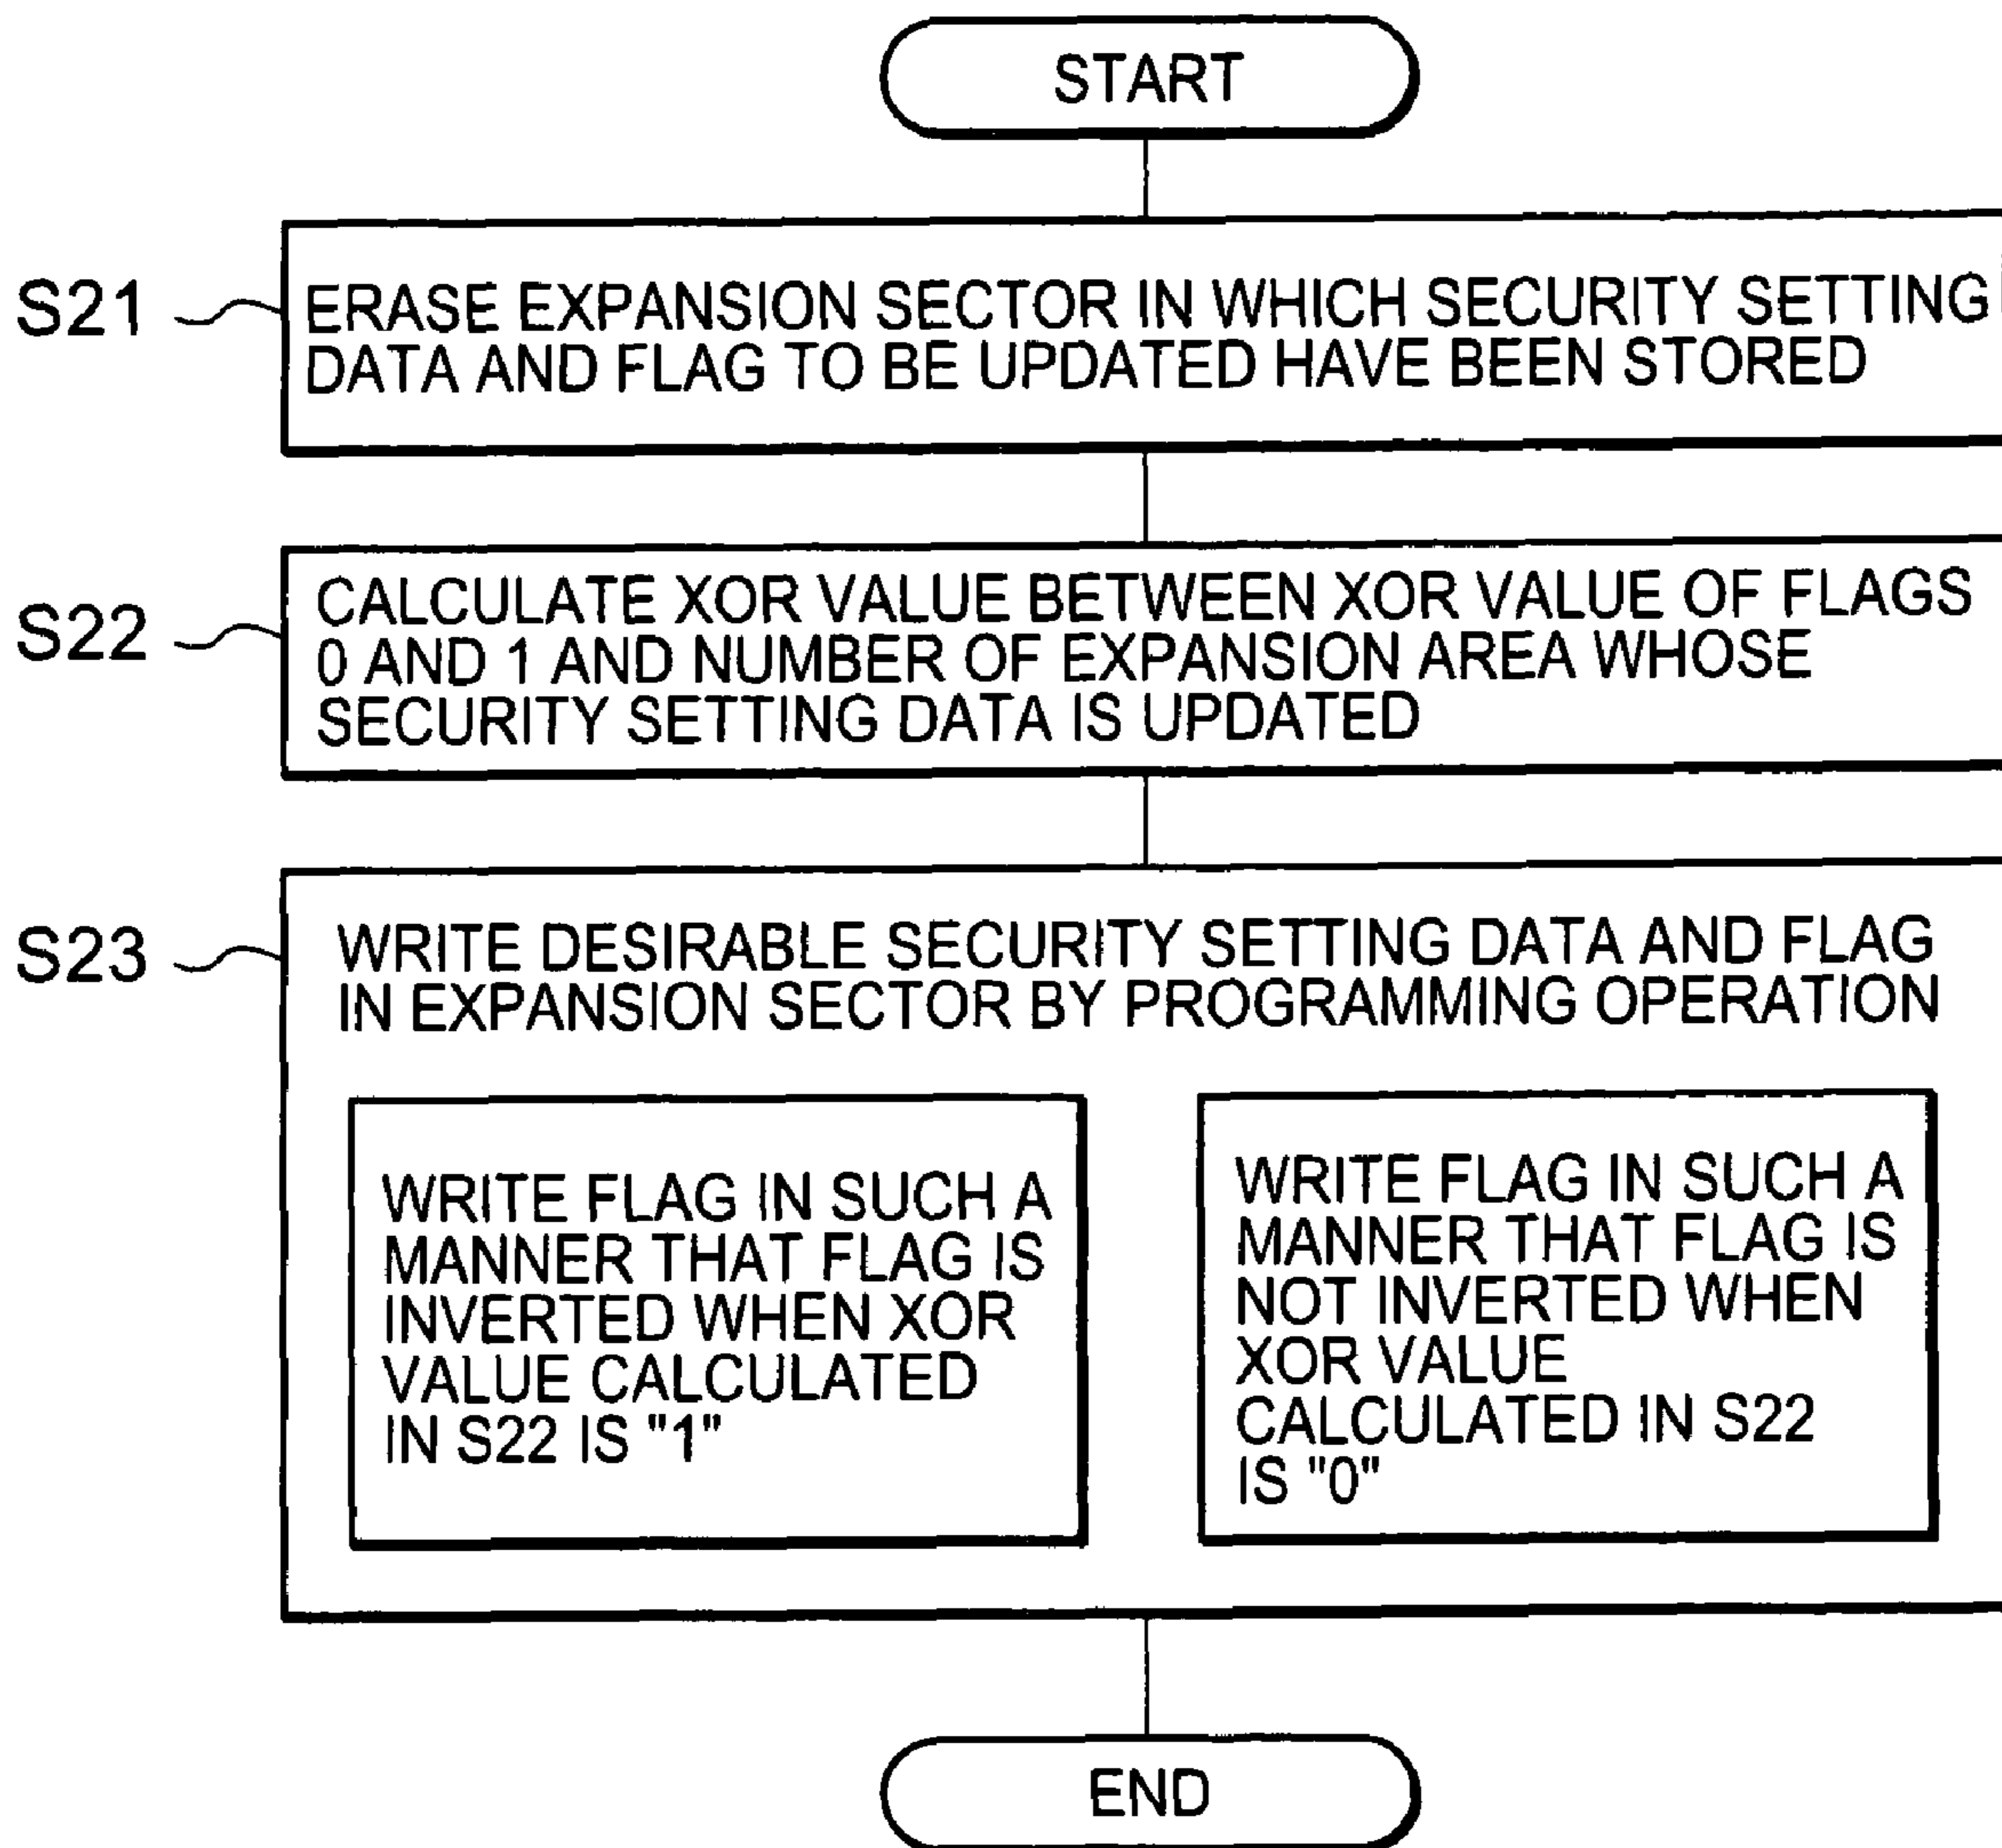 START
S21
ERASE EXPANSION SECTOR IN WHICH SECURITY SETTING
DATA AND FLAG TO BE UPDATED HAVE BEEN STORED
S22
CALCULATE XOR VALUE BETWEEN XOR VALUE OF FLAGS
0 AND 1 AND NUMBER OF EXPANSION AREA WHOSE
SECURITY SETTING DATA IS UPDATED
S23
WRITE DESIRABLE SECURITY SETTING DATA AND FLAG
IN EXPANSION SECTOR BY PROGRAMMING OPERATION
WRITE FLAG IN SUCH A
MANNER THAT FLAG IS
INVERTED WHEN XOR
VALUE CALCULATED
IN S22 IS "1"
WRITE FLAG IN SUCH A
MANNER THAT FLAG IS
NOT INVERTED WHEN
XOR VALUE
CALCULATED IN S22
IS "0"
END